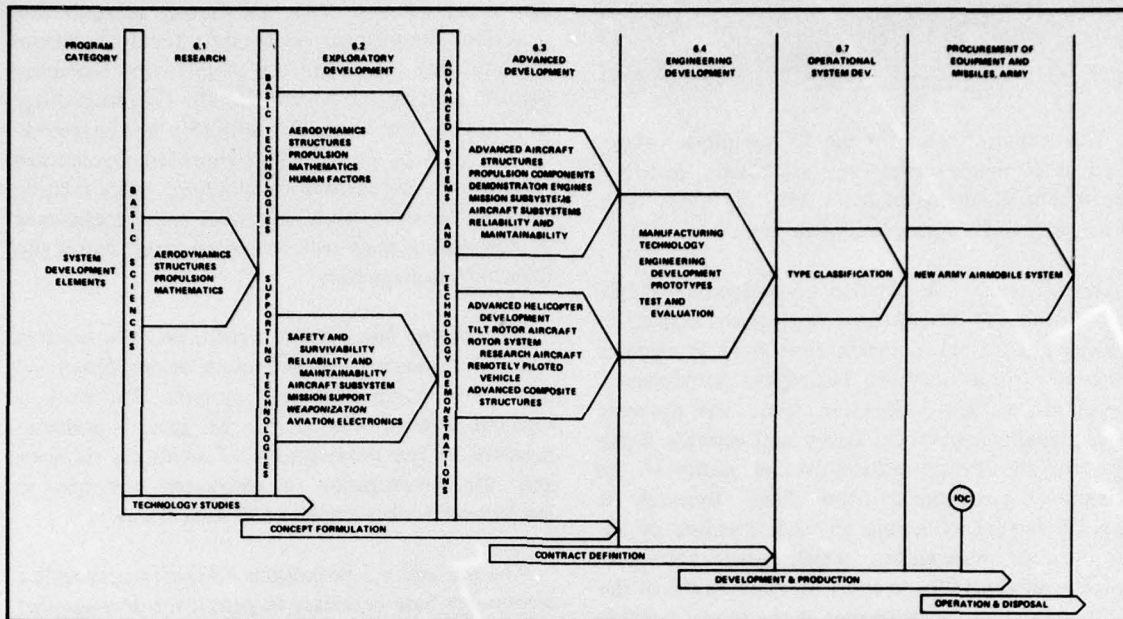 PROGRAM
CATEGORY
6.1
RESEARCH
6.2
EXPLORATORY
DEVELOPMENT
6.3
ADVANCED
DEVELOPMENT
6.4
ENGINEERING
DEVELOPMENT
6.7
OPERATIONAL
SYSTEM DEV.
PROCUREMENT OF
EQUIPMENT AND
MISSILES, ARMY
SYSTEM
DEVELOPMENT
ELEMENTS
BASIC SCIENCES
AERODYNAMICS
STRUCTURES
PROPULSION
MATHEMATICS
BASIC TECHNOLOGIES
SUPPORTING TECHNOLOGIES
AERODYNAMICS
STRUCTURES
PROPULSION
MATHEMATICS
HUMAN FACTORS
SAFETY AND
SURVIVABILITY
RELIABILITY AND
MAINTAINABILITY
AIRCRAFT SUBSYSTEM
MISSION SUPPORT
WEAPONIZATION
AVIATION ELECTRONICS
ADVANCED SYSTEMS AND TECHNOLOGY DEMONSTRATIONS
ADVANCED AIRCRAFT
STRUCTURES
PROPULSION COMPONENTS
DEMONSTRATOR ENGINES
MISSION SUBSYSTEMS
AIRCRAFT SUBSYSTEMS
RELIABILITY AND
MAINTAINABILITY
ADVANCED HELICOPTER
DEVELOPMENT
TILT ROTOR AIRCRAFT
ROTOR SYSTEM
RESEARCH AIRCRAFT
REMOTELY PILOTED
VEHICLE
ADVANCED COMPOSITE
STRUCTURES
MANUFACTURING
TECHNOLOGY
ENGINEERING
DEVELOPMENT
PROTOTYPES
TEST AND
EVALUATION
TYPE CLASSIFICATION
NEW ARMY AIRMOBILE SYSTEM
TECHNOLOGY STUDIES
CONCEPT FORMULATION
CONTRACT DEFINITION
IOC
DEVELOPMENT & PRODUCTION
OPERATION & DISPOSAL